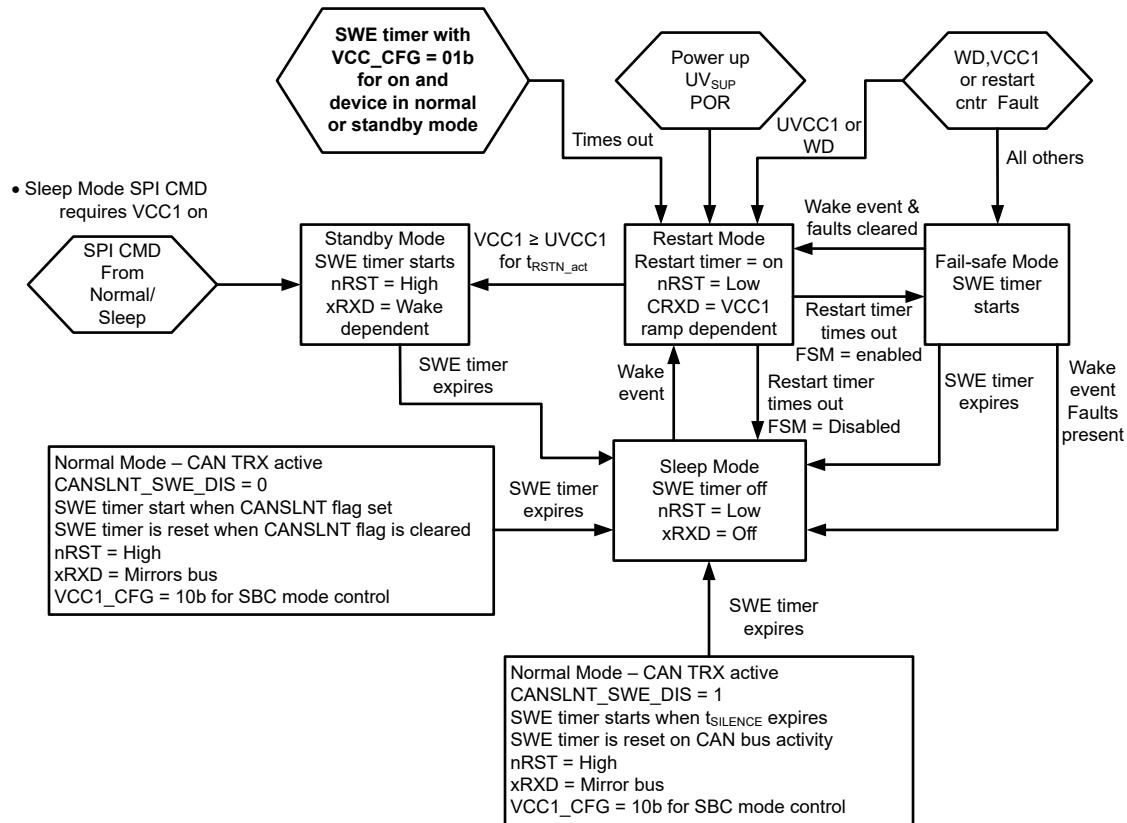 SWE timer with
VCC_CFG = 01b
for on and
device in normal
or standby mode
Power up
UVSUP
POR
WD,VCC1
or restart
cntr Fault
Times out
UVCC1 or
WD
All others
• Sleep Mode SPI CMD
requires VCC1 on
SPI CMD
From
Normal/
Sleep
Standby Mode
SWE timer starts
nRST = High
xRXD = Wake
dependent
VCC1 ≥ UVCC1
for tRSTN_act
Restart Mode
Restart timer = on
nRST = Low
CRXD = VCC1
ramp dependent
Wake event &
faults cleared
Fail-safe Mode
SWE timer
starts
Restart timer
times out
FSM = enabled
SWE timer
expires
Wake
event
Restart timer
times out
FSM = Disabled
SWE timer
expires
Wake
event
Faults
present
Normal Mode – CAN TRX active
CANSLNT_SWE_DIS = 0
SWE timer start when CANSLNT flag set
SWE timer is reset when CANSLNT flag is cleared
nRST = High
xRXD = Mirrors bus
VCC1_CFG = 10b for SBC mode control
SWE timer
expires
Sleep Mode
SWE timer off
nRST = Low
xRXD = Off
SWE timer
expires
Normal Mode – CAN TRX active
CANSLNT_SWE_DIS = 1
SWE timer starts when tSILENCE expires
SWE timer is reset on CAN bus activity
nRST = High
xRXD = Mirror bus
VCC1_CFG = 10b for SBC mode control